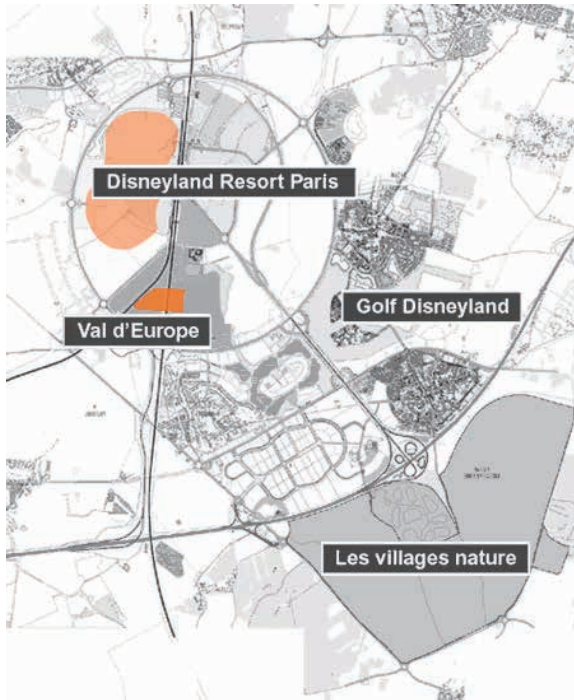 Disneyland Resort Paris
Golf Disneyland
Val d’Europe
Les villages nature